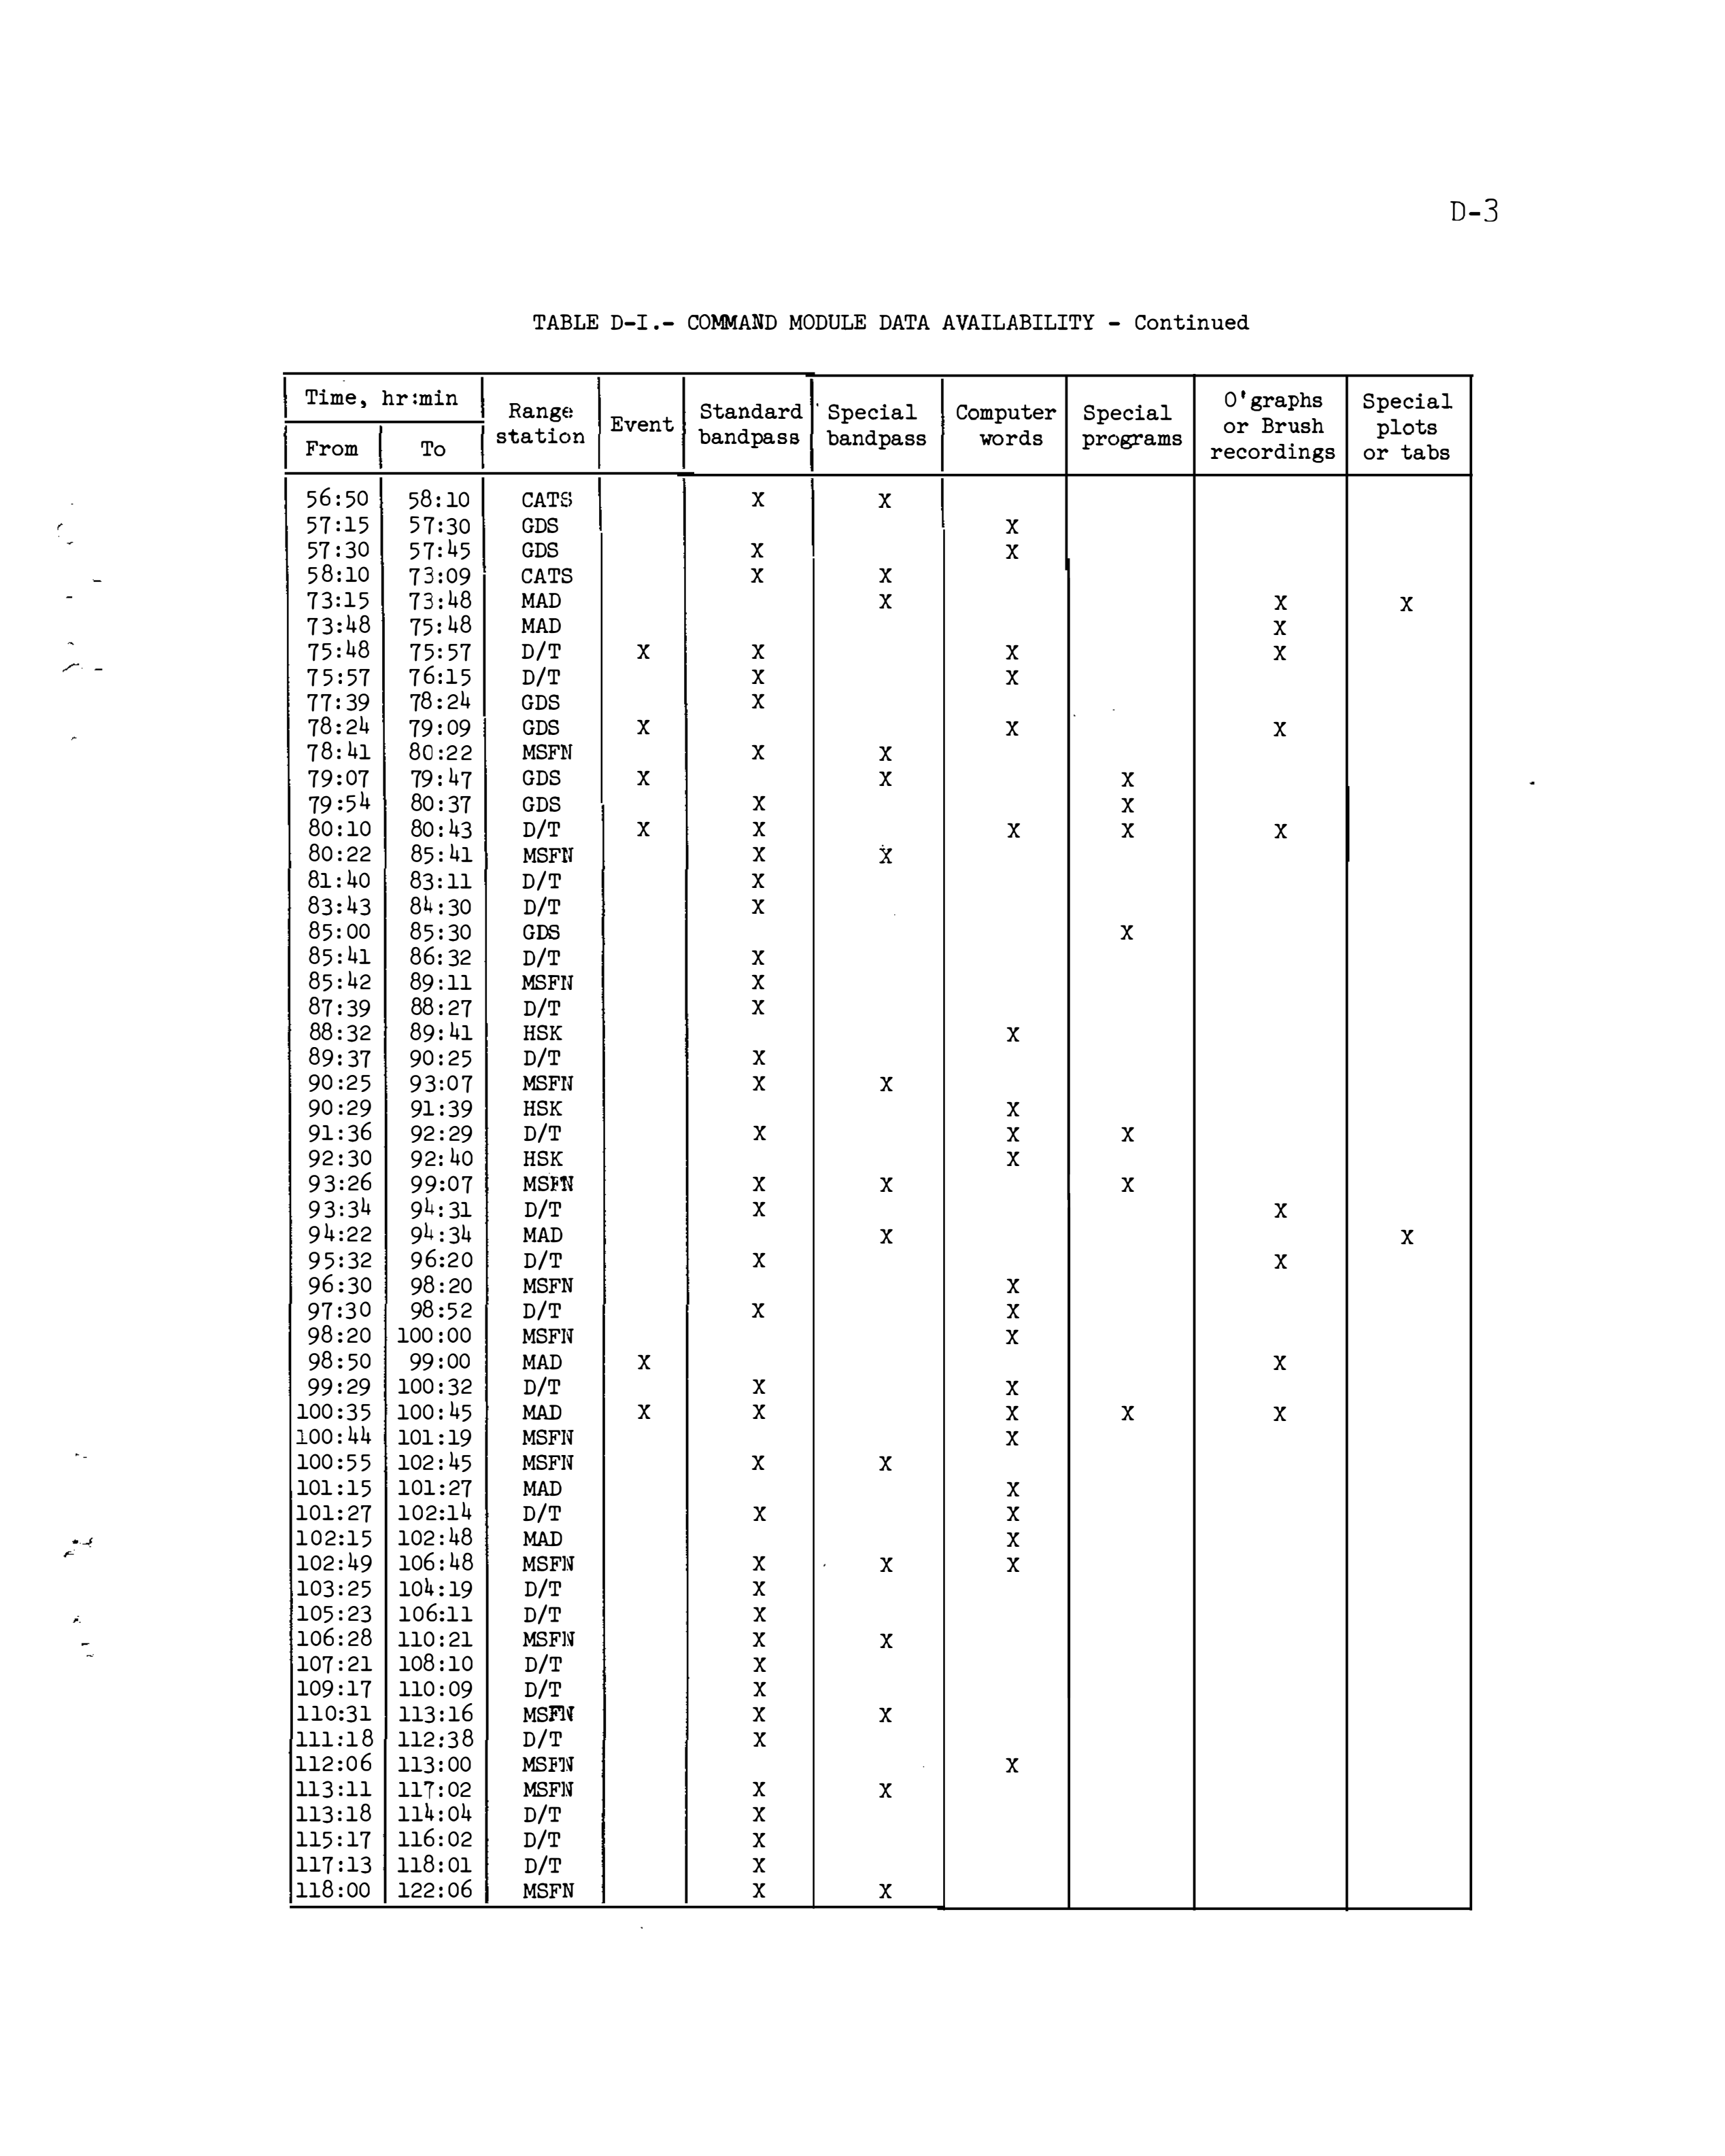 D-3
TABLE D-I.- COMMAND MODULE DATA AVAILABILITY - Continued
Time, hr:min Range station Event Standard bandpass Special bandpass Computer words Special programs O'graphs or Brush recordings Special plots or tabs
From To
56:50 58:10 CATS X X
57:15 57:30 GDS X
57:30 57:45 GDS X X
58:10 73:09 CATS X X
73:15 73:48 MAD X X X
73:48 75:48 MAD X
75:48 75:57 D/T X X X X
75:57 76:15 D/T X X
77:39 78:24 GDS X
78:24 79:09 GDS X X X
78:41 80:22 MSFN X X
79:07 79:47 GDS X X X
79:54 80:37 GDS X X
80:10 80:43 D/T X X X X X
80:22 85:41 MSFN X X
81:40 83:11 D/T X
83:43 84:30 D/T X
85:00 85:30 GDS X
85:41 86:32 D/T X
85:42 89:11 MSFN X
87:39 88:27 D/T X
88:32 89:41 HSK X
89:37 90:25 D/T X
90:25 93:07 MSFN X X
90:29 91:39 HSK X
91:36 92:29 D/T X X X
92:30 92:40 HSK X
93:26 99:07 MSFN X X X
93:34 94:31 D/T X X
94:22 94:34 MAD X X
95:32 96:20 D/T X X
96:30 98:20 MSFN X
97:30 98:52 D/T X X
98:20 100:00 MSFN X
98:50 99:00 MAD X X
99:29 100:32 D/T X X
100:35 100:45 MAD X X X X X
100:44 101:19 MSFN X
100:55 102:45 MSFN X X
101:15 101:27 MAD X
101:27 102:14 D/T X X
102:15 102:48 MAD X
102:49 106:48 MSFN X X X
103:25 104:19 D/T X
105:23 106:11 D/T X
106:28 110:21 MSFN X X
107:21 108:10 D/T X
109:17 110:09 D/T X
110:31 113:16 MSFN X X
111:18 112:38 D/T X
112:06 113:00 MSFN X
113:11 117:02 MSFN X X
113:18 114:04 D/T X
115:17 116:02 D/T X
117:13 118:01 D/T X
118:00 122:06 MSFN X X